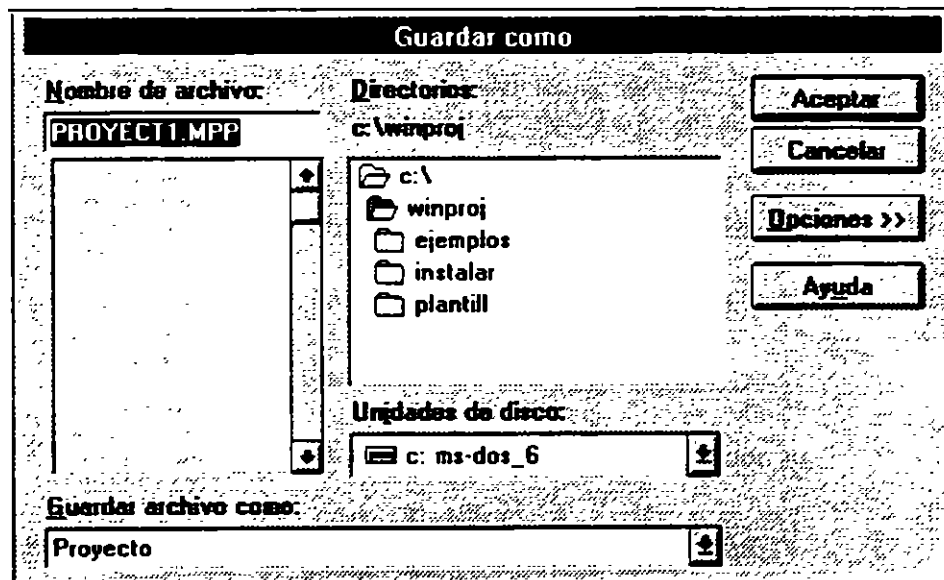 Guardar como
Nombre de archivo:
PROYECT1.MPP
Directorios:
c:\winproj
c:\
winproj
ejemplos
instalar
plantill
Unidades de disco:
c: ms-dos_6
Guardar archivo como:
Proyecto
Aceptar
Cancelar
Opciones >>
Ayuda